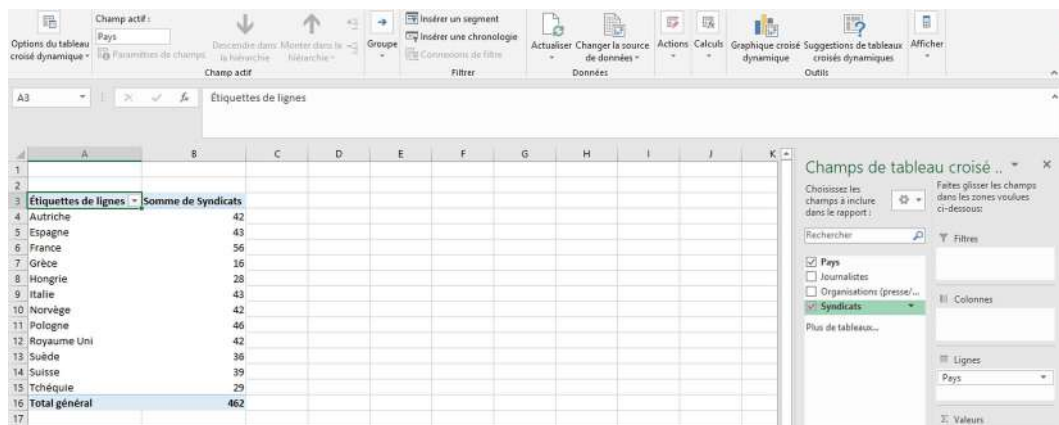 Options du tableau
croisé dynamique
Champ actif :
Pays
Paramètres de champs
Descendre dans
la hiérarchie
Monter dans la
hiérarchie
Champ actif
Groupe
Insérer un segment
Insérer une chronologie
Connexions de filtre
Filtrer
Actualiser
Changer la source
de données
Données
Actions
Calculs
Graphique croisé
dynamique
Suggestions de tableaux
croisés dynamiques
Outils
Afficher
A3
fx
Étiquettes de lignes
A B C D E F G H I J K
1
2
3 Étiquettes de lignes Somme de Syndicats
4 Autriche 42
5 Espagne 43
6 France 56
7 Grèce 16
8 Hongrie 28
9 Italie 43
10 Norvège 42
11 Pologne 46
12 Royaume Uni 42
13 Suède 36
14 Suisse 39
15 Tchéquie 29
16 Total général 462
17
Champs de tableau croisé ..
Choisissez les
champs à inclure
dans le rapport :
Rechercher
Pays
Journalistes
Organisations (presse/...
Syndicats
Plus de tableaux...
Faites glisser les champs
dans les zones voulues
ci-dessous:
Filtres
Colonnes
Lignes
Pays
Σ Valeurs